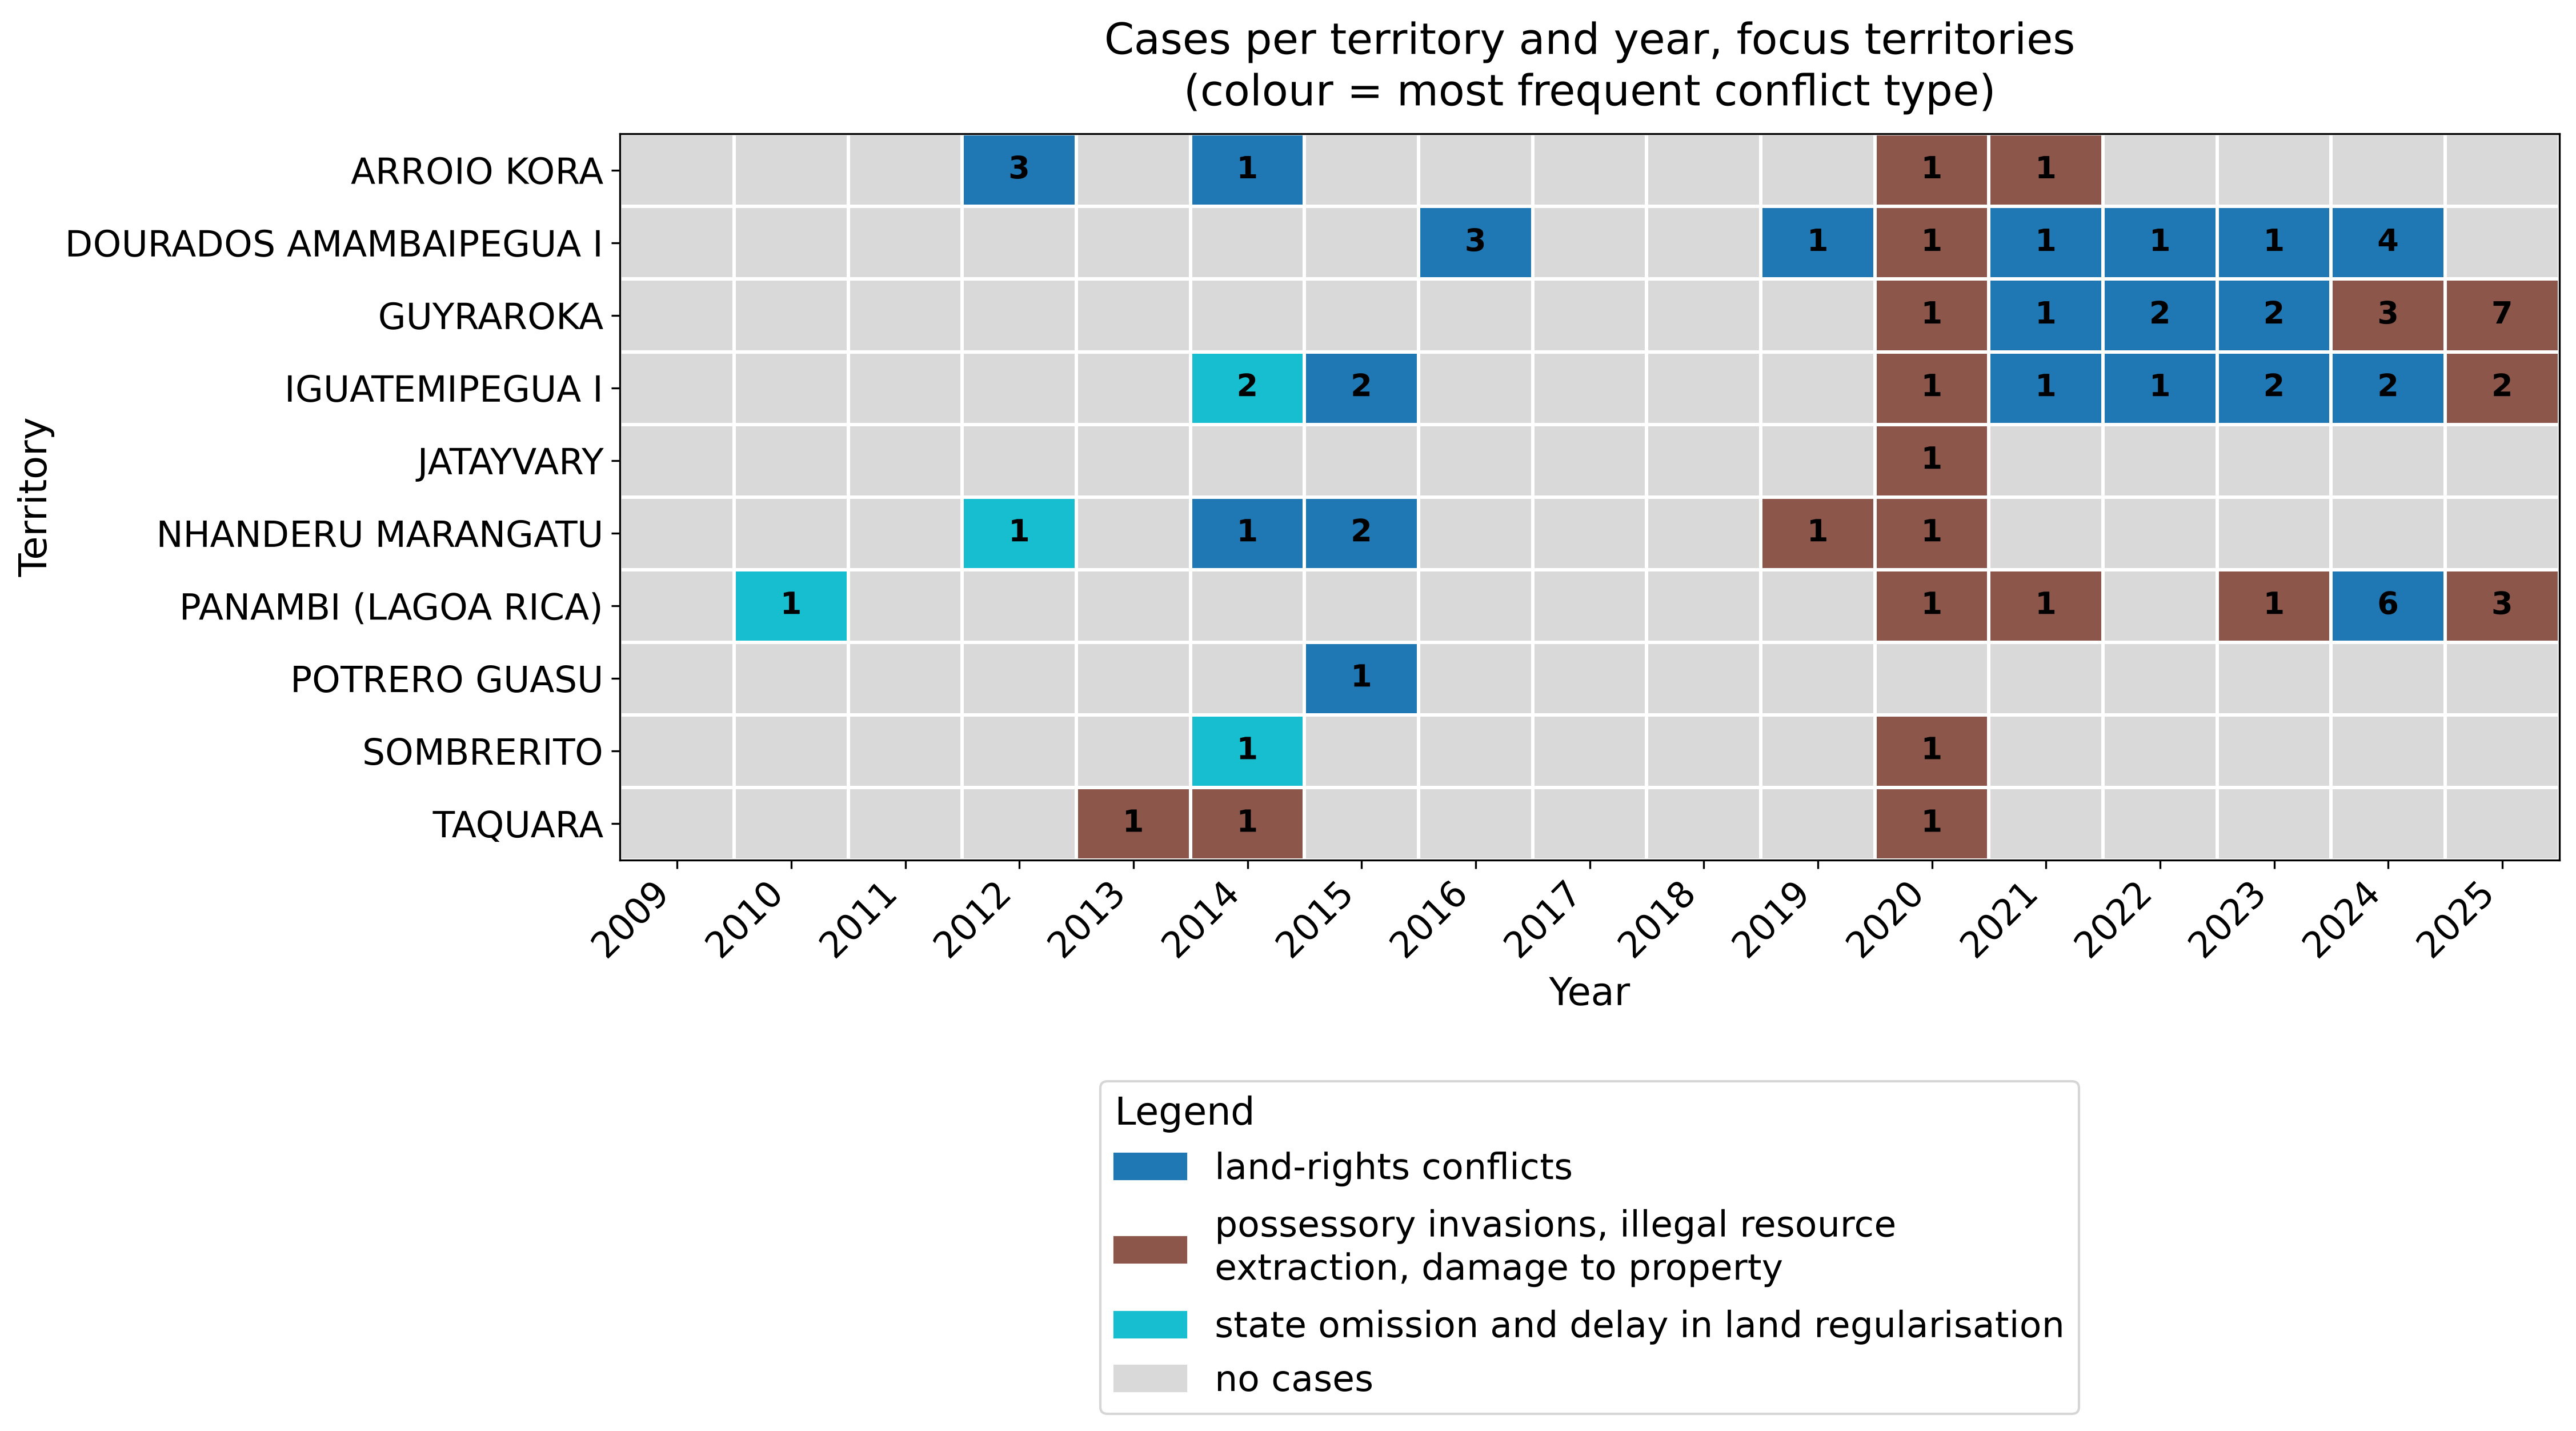 Cases per territory and year, focus territories
(colour = most frequent conflict type)
Territory
ARROIO KORA 3 1 1 1
DOURADOS AMAMBAIPEGUA I 3 1 1 1 1 1 4
GUYRAROKA 1 1 2 2 3 7
IGUATEMIPEGUA I 2 2 1 1 1 2 2 2
JATAYVARY 1
NHANDERU MARANGATU 1 1 2 1 1
PANAMBI (LAGOA RICA) 1 1 1 1 6 3
POTRERO GUASU 1
SOMBRERITO 1 1
TAQUARA 1 1 1
2009 2010 2011 2012 2013 2014 2015 2016 2017 2018 2019 2020 2021 2022 2023 2024 2025
Year
Legend
land-rights conflicts
possessory invasions, illegal resource
extraction, damage to property
state omission and delay in land regularisation
no cases